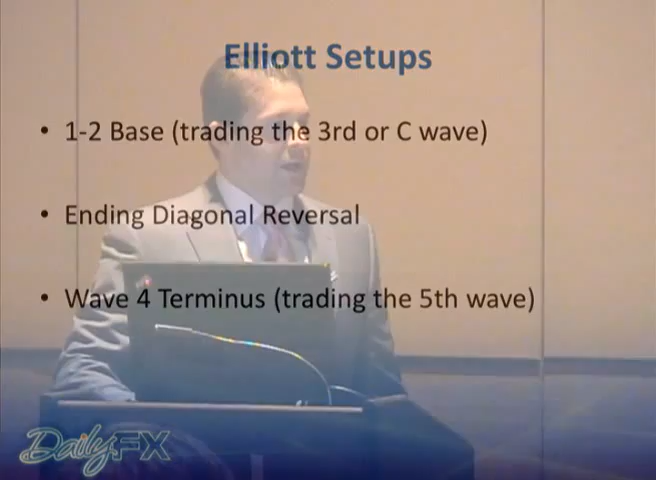 Elliott Setups
• 1-2 Base (trading the 3rd or C wave)
• Ending Diagonal Reversal
• Wave 4 Terminus (trading the 5th wave)
DailyFX